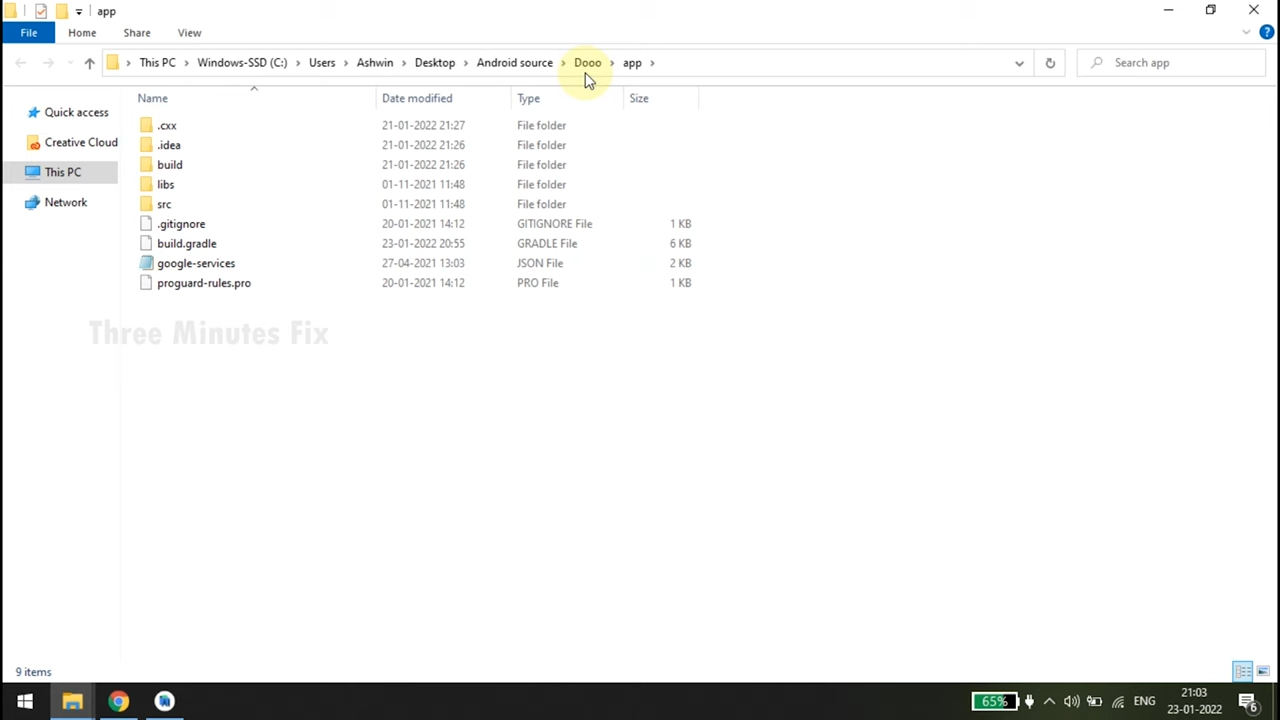 app
File Home Share View
This PC Windows-SSD (C:) Users Ashwin Desktop Android source Dooo app Search app
Name Date modified Type Size
Quick access
Creative Cloud
This PC
Network
.cxx 21-01-2022 21:27 File folder
.idea 21-01-2022 21:26 File folder
build 21-01-2022 21:26 File folder
libs 01-11-2021 11:48 File folder
src 01-11-2021 11:48 File folder
.gitignore 20-01-2021 14:12 GITIGNORE File 1 KB
build.gradle 23-01-2022 20:55 GRADLE File 6 KB
google-services 27-04-2021 13:03 JSON File 2 KB
proguard-rules.pro 20-01-2021 14:12 PRO File 1 KB
Three Minutes Fix
9 items
65% ENG 21:03
23-01-2022 6